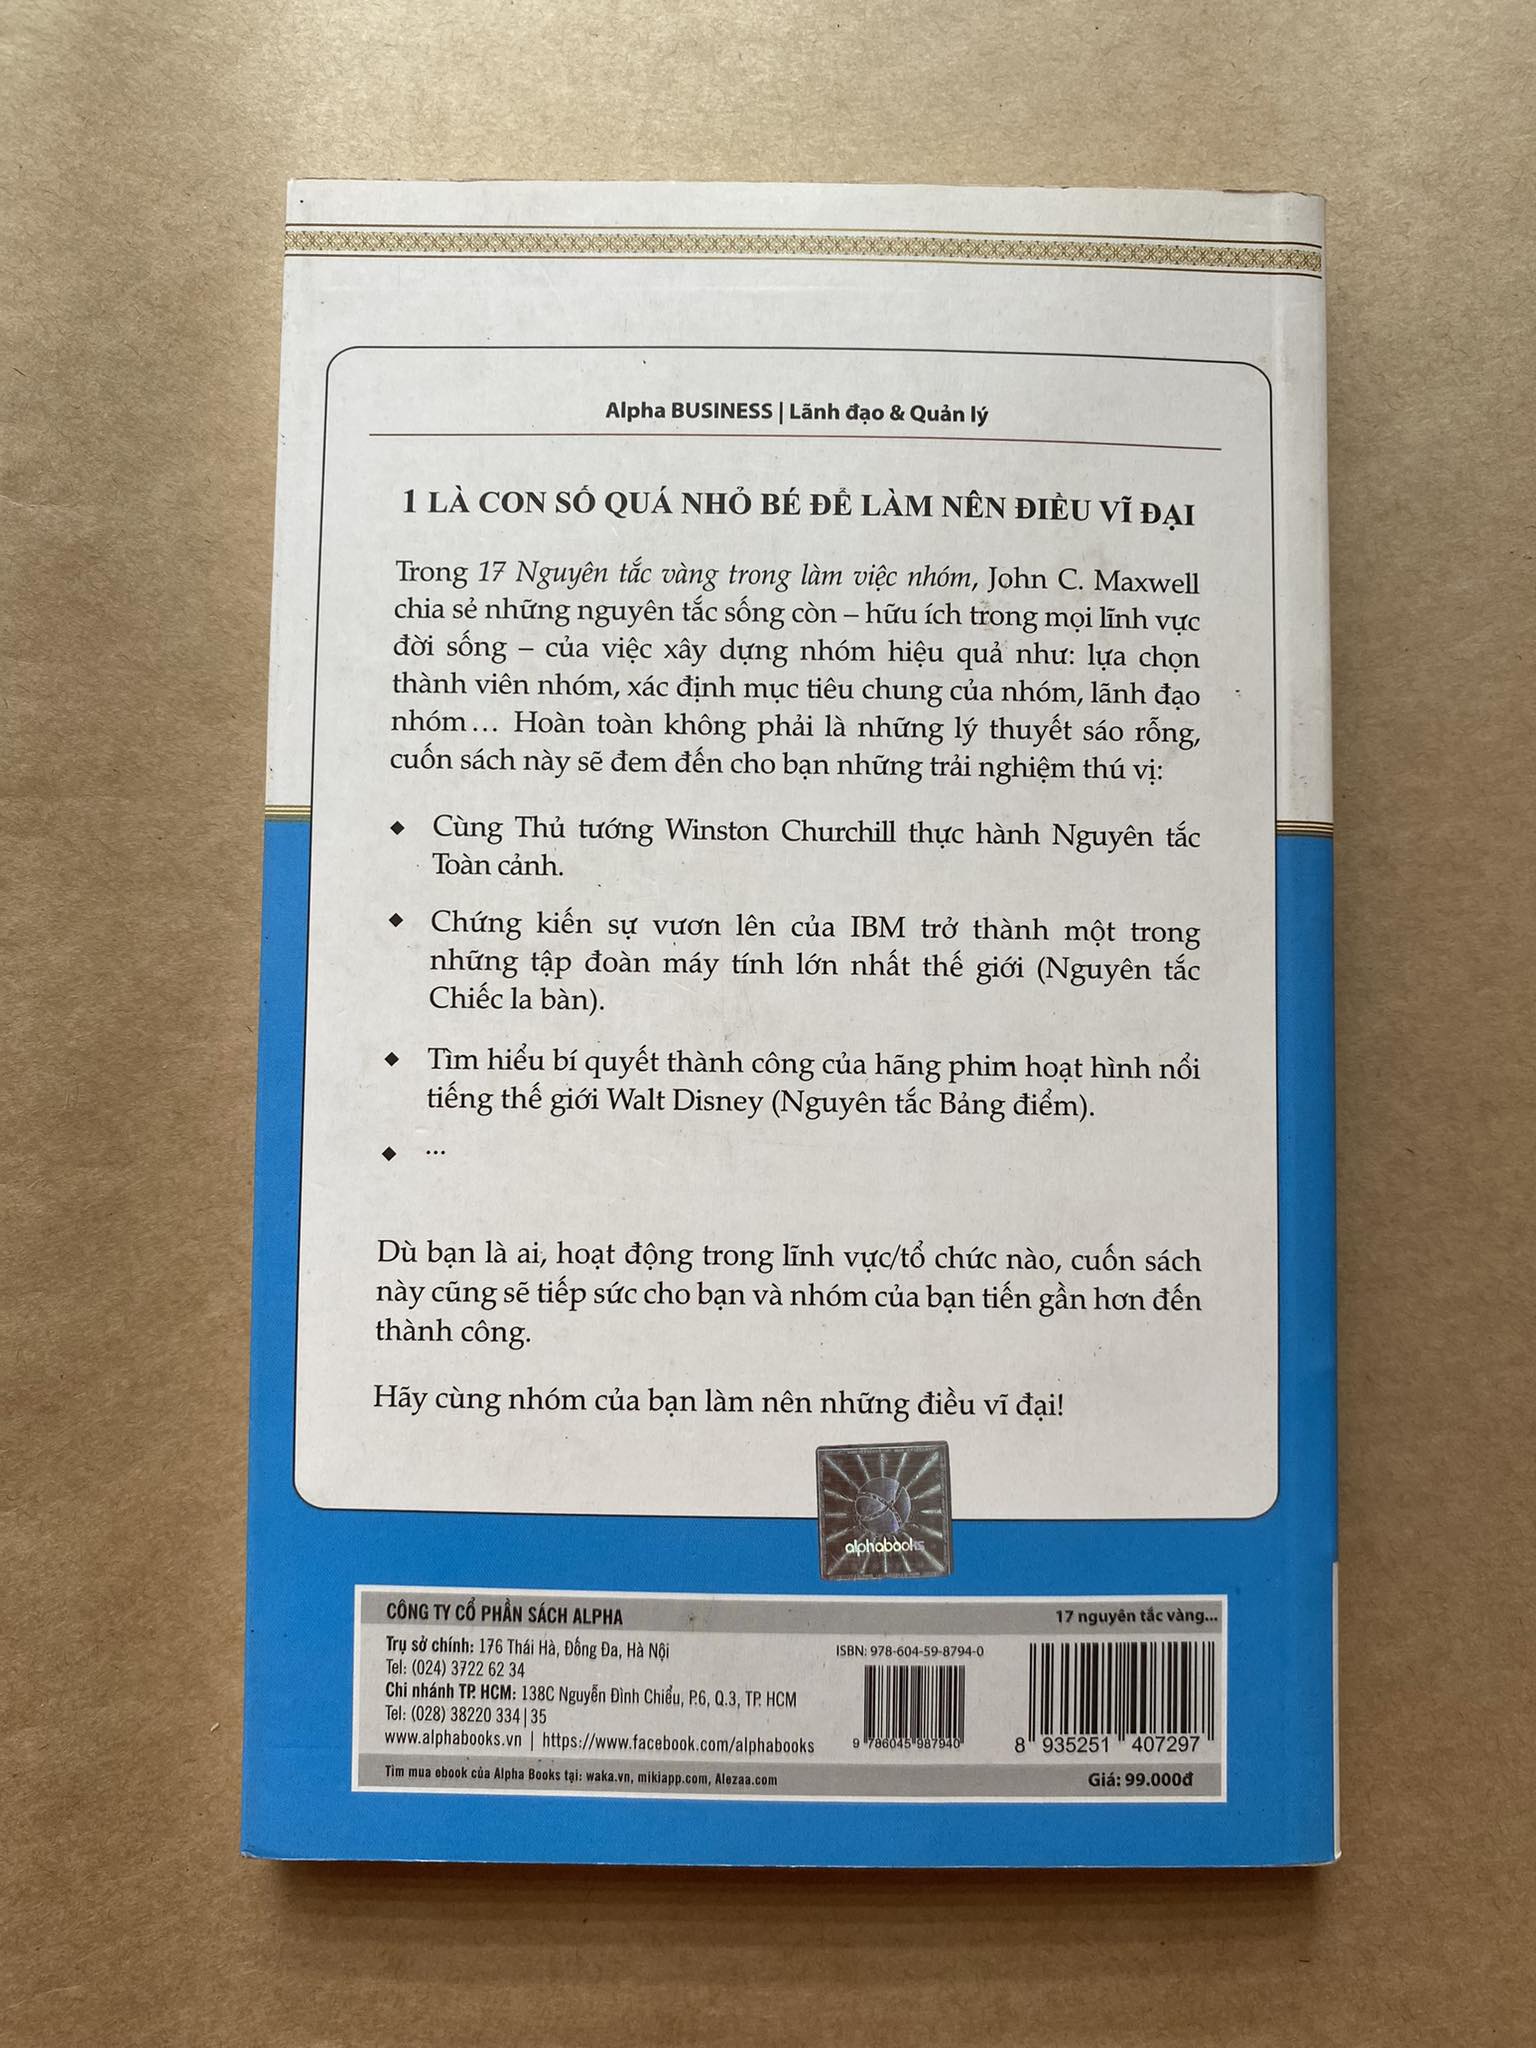 Alpha BUSINESS | Lãnh đạo & Quản lý
1 LÀ CON SỐ QUÁ NHỎ BÉ ĐỂ LÀM NÊN ĐIỀU VĨ ĐẠI
Trong 17 Nguyên tắc vàng trong làm việc nhóm, John C. Maxwell
chia sẻ những nguyên tắc sống còn – hữu ích trong mọi lĩnh vực
đời sống – của việc xây dựng nhóm hiệu quả như: lựa chọn
thành viên nhóm, xác định mục tiêu chung của nhóm, lãnh đạo
nhóm... Hoàn toàn không phải là những lý thuyết sáo rỗng,
cuốn sách này sẽ đem đến cho bạn những trải nghiệm thú vị:
◆ Cùng Thủ tướng Winston Churchill thực hành Nguyên tắc
Toàn cảnh.
◆ Chứng kiến sự vươn lên của IBM trở thành một trong
những tập đoàn máy tính lớn nhất thế giới (Nguyên tắc
Chiếc la bàn).
◆ Tìm hiểu bí quyết thành công của hãng phim hoạt hình nổi
tiếng thế giới Walt Disney (Nguyên tắc Bảng điểm).
◆ ...
Dù bạn là ai, hoạt động trong lĩnh vực/tổ chức nào, cuốn sách
này cũng sẽ tiếp sức cho bạn và nhóm của bạn tiến gần hơn đến
thành công.
Hãy cùng nhóm của bạn làm nên những điều vĩ đại!
alphabooks
CÔNG TY CỔ PHẦN SÁCH ALPHA
Trụ sở chính: 176 Thái Hà, Đống Đa, Hà Nội
Tel: (024) 3722 62 34
Chi nhánh TP. HCM: 138C Nguyễn Đình Chiểu, P.6, Q.3, TP. HCM
Tel: (028) 38220 334 | 35
www.alphabooks.vn | https://www.facebook.com/alphabooks
Tìm mua ebook của Alpha Books tại: waka.vn, mikiapp.com, Alezaa.com
17 nguyên tắc vàng...
ISBN: 978-604-59-8794-0
9 786045 987940
8 935251 407297
Giá: 99.000đ